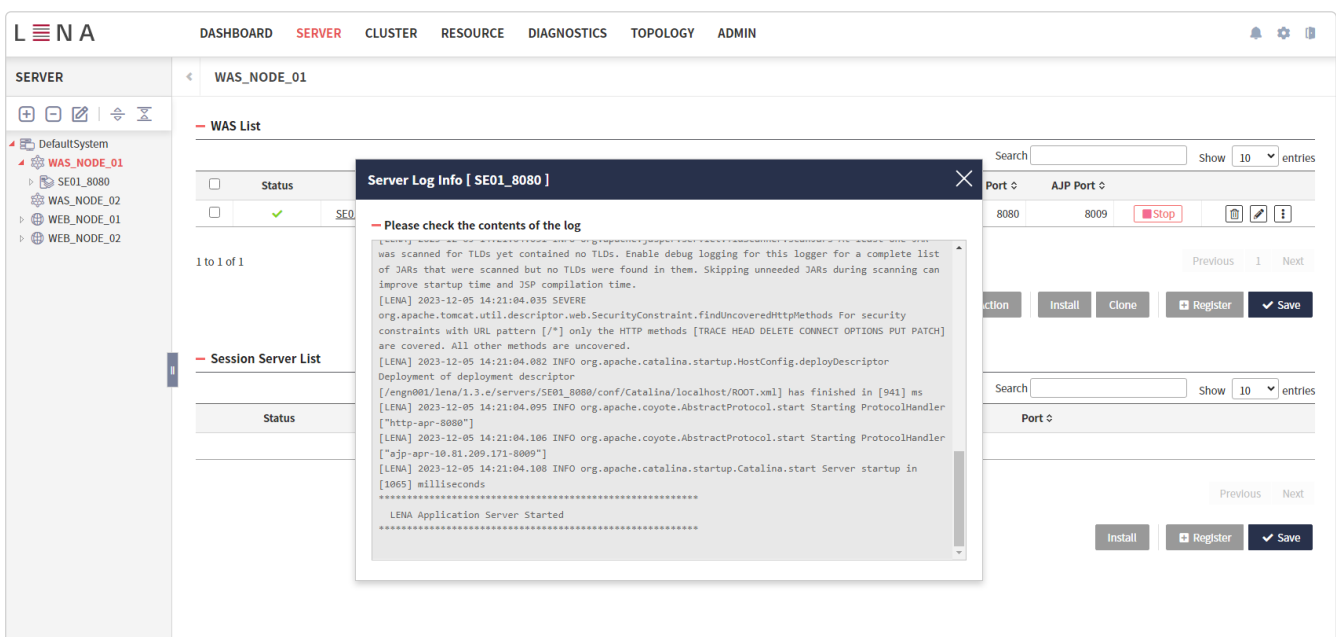 LENA
DASHBOARD SERVER CLUSTER RESOURCE DIAGNOSTICS TOPOLOGY ADMIN
SERVER
WAS_NODE_01
DefaultSystem
WAS_NODE_01
SE01_8080
WAS_NODE_02
WEB_NODE_01
WEB_NODE_02
WAS List
Search Show 10 entries
Status Port AJP Port
SE0 8080 8009 Stop
1 to 1 of 1
Previous 1 Next
ction Install Clone Register Save
Session Server List
Search Show 10 entries
Status Port
Previous Next
Install Register Save
Server Log Info [ SE01_8080 ]
Please check the contents of the log
was scanned for TLDs yet contained no TLDs. Enable debug logging for this logger for a complete list
of JARs that were scanned but no TLDs were found in them. Skipping unneeded JARs during scanning can
improve startup time and JSP compilation time.
[LENA] 2023-12-05 14:21:04.035 SEVERE
org.apache.tomcat.util.descriptor.web.SecurityConstraint.findUncoveredHttpMethods For security
constraints with URL pattern [/*] only the HTTP methods [TRACE HEAD DELETE CONNECT OPTIONS PUT PATCH]
are covered. All other methods are uncovered.
[LENA] 2023-12-05 14:21:04.082 INFO org.apache.catalina.startup.HostConfig.deployDescriptor
Deployment of deployment descriptor
[/engn001/lena/1.3.e/servers/SE01_8080/conf/Catalina/localhost/ROOT.xml] has finished in [941] ms
[LENA] 2023-12-05 14:21:04.095 INFO org.apache.coyote.AbstractProtocol.start Starting ProtocolHandler
["http-apr-8080"]
[LENA] 2023-12-05 14:21:04.106 INFO org.apache.coyote.AbstractProtocol.start Starting ProtocolHandler
["ajp-apr-10.81.209.171-8009"]
[LENA] 2023-12-05 14:21:04.108 INFO org.apache.catalina.startup.Catalina.start Server startup in
[1065] milliseconds
*********************************************************
LENA Application Server Started
*********************************************************